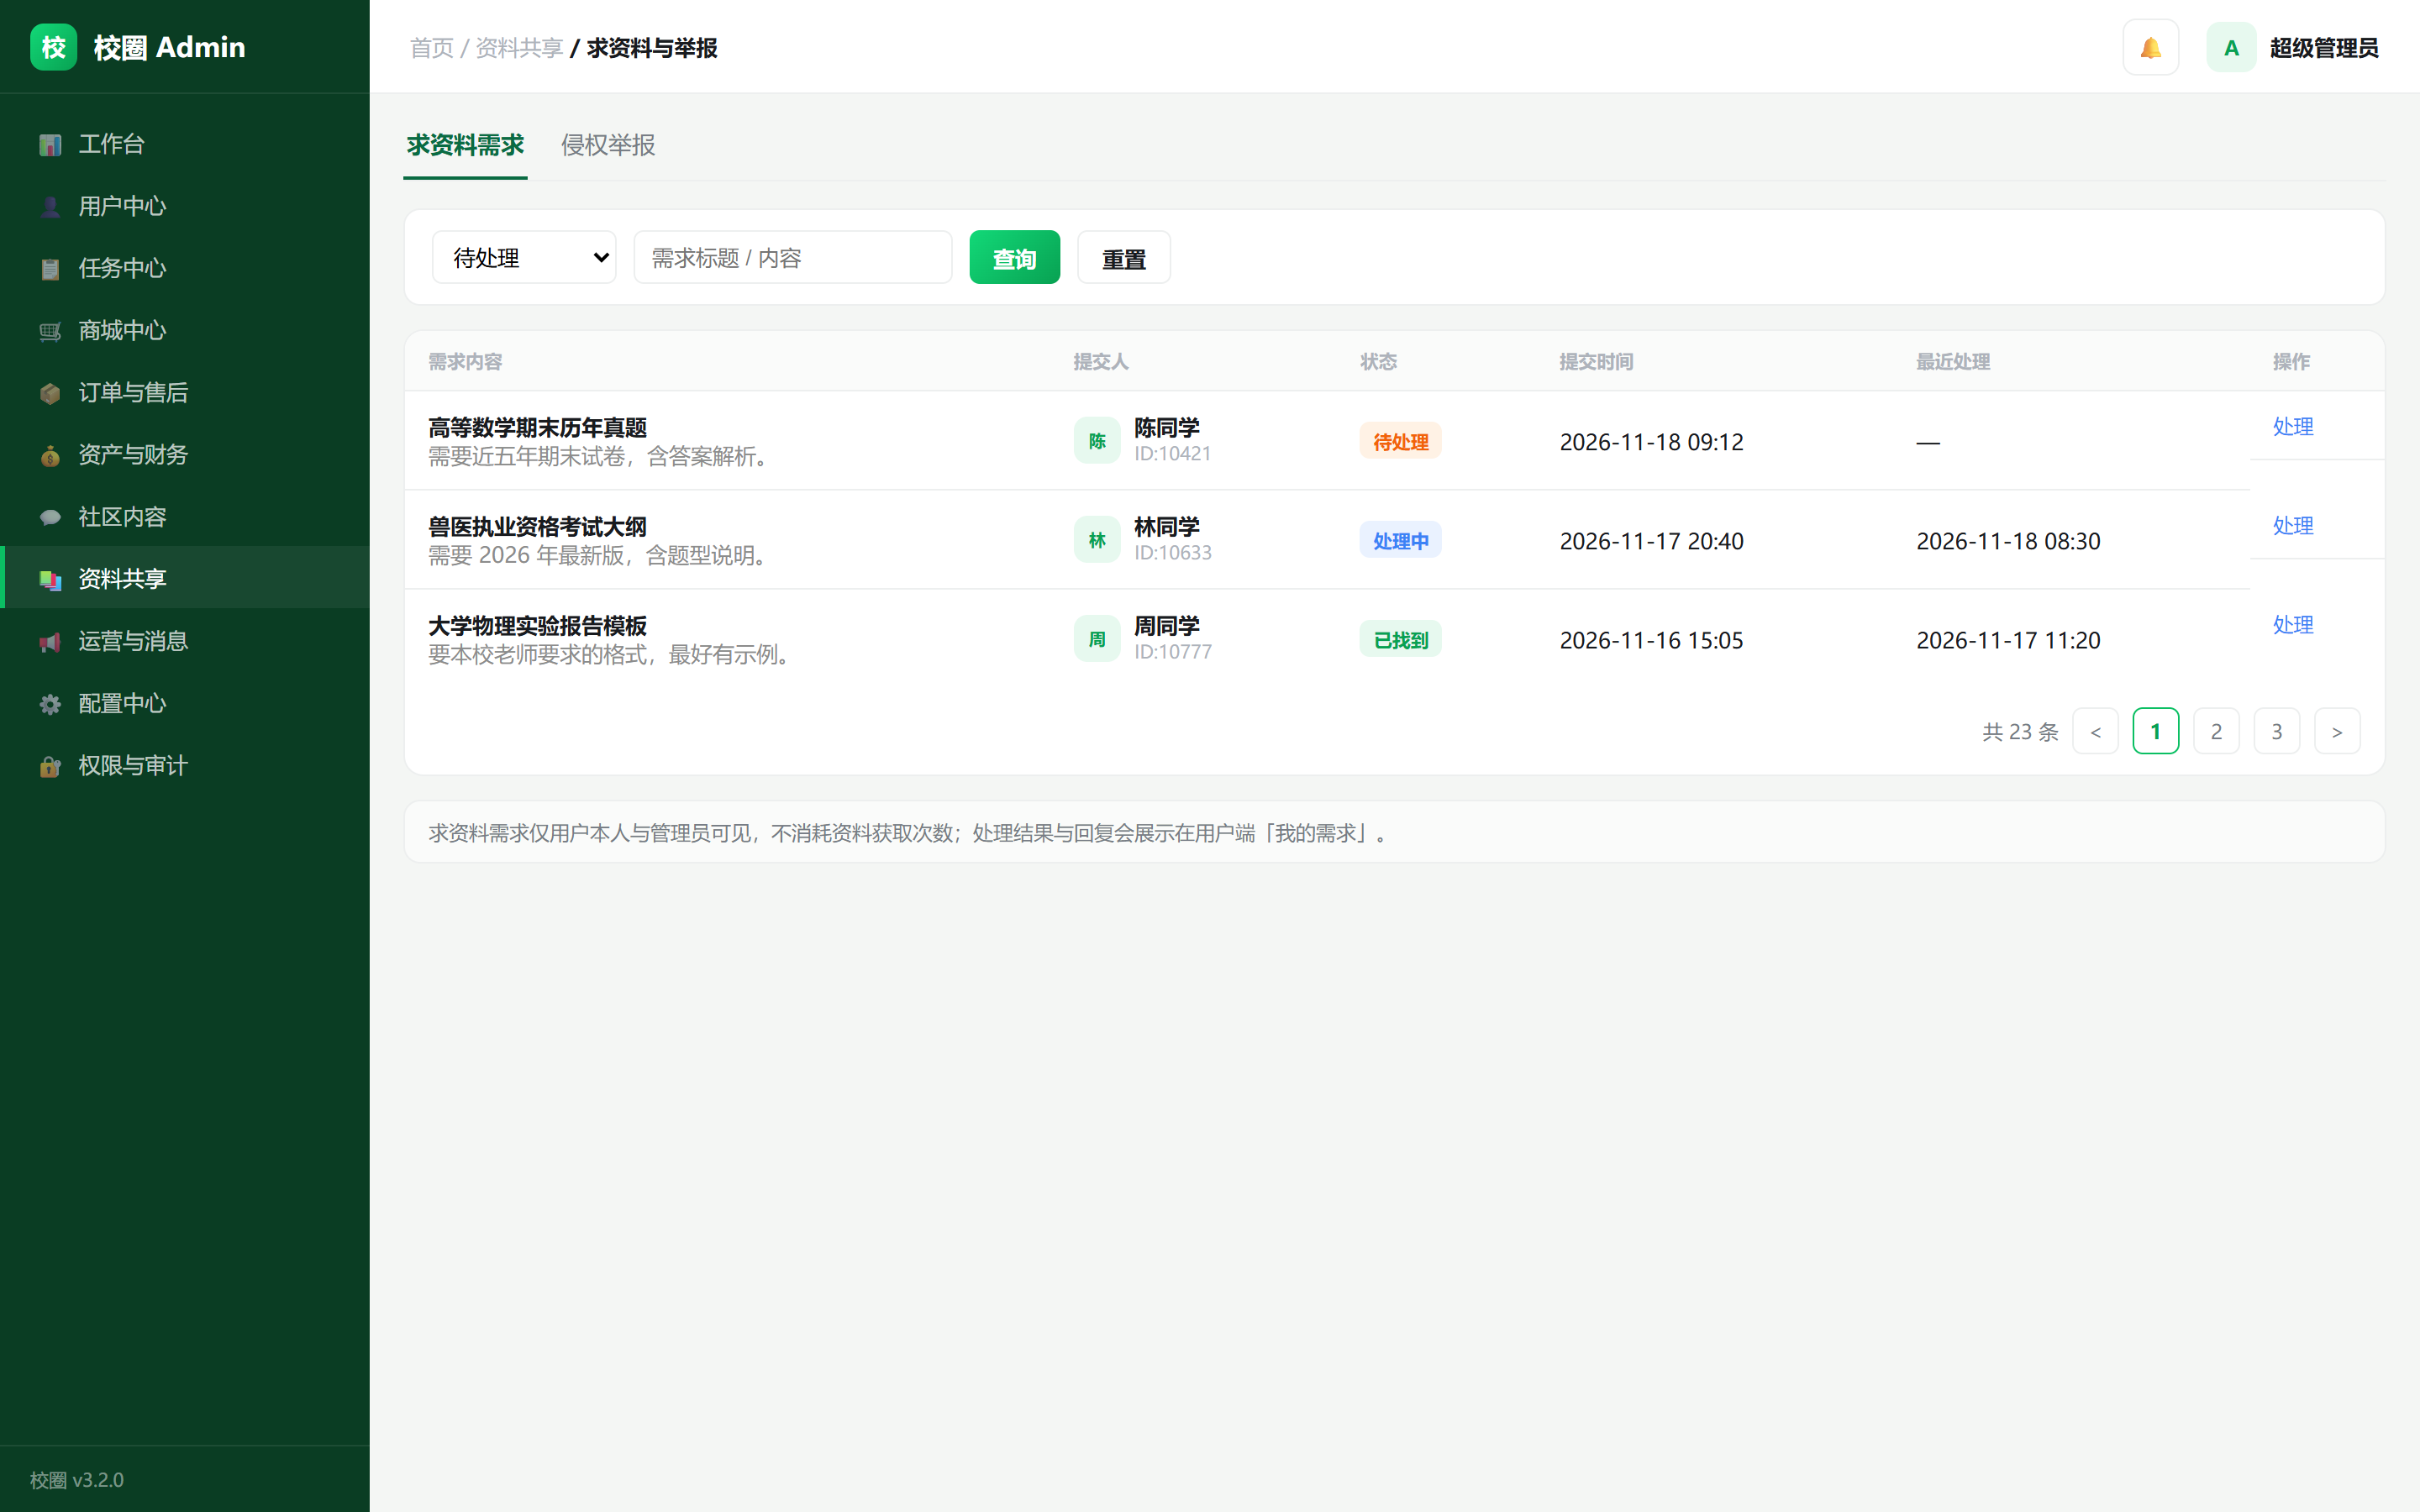 校 校圈 Admin
首页 / 资料共享 / 求资料与举报
A 超级管理员
工作台
用户中心
任务中心
商城中心
订单与售后
资产与财务
社区内容
资料共享
运营与消息
配置中心
权限与审计
校圈 v3.2.0
求资料需求 侵权举报
待处理 需求标题 / 内容 查询 重置
需求内容 提交人 状态 提交时间 最近处理 操作
高等数学期末历年真题
需要近五年期末试卷，含答案解析。
陈 陈同学
ID:10421
待处理 2026-11-18 09:12 — 处理
兽医执业资格考试大纲
需要 2026 年最新版，含题型说明。
林 林同学
ID:10633
处理中 2026-11-17 20:40 2026-11-18 08:30 处理
大学物理实验报告模板
要本校老师要求的格式，最好有示例。
周 周同学
ID:10777
已找到 2026-11-16 15:05 2026-11-17 11:20 处理
共 23 条 < 1 2 3 >
求资料需求仅用户本人与管理员可见，不消耗资料获取次数；处理结果与回复会展示在用户端「我的需求」。